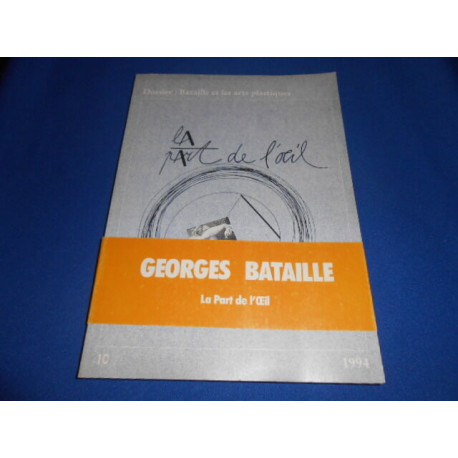 Dossier : Bataille et les arts plastiques
la
part de l'œil
GEORGES BATAILLE
La Part de l'Œil
10
1994